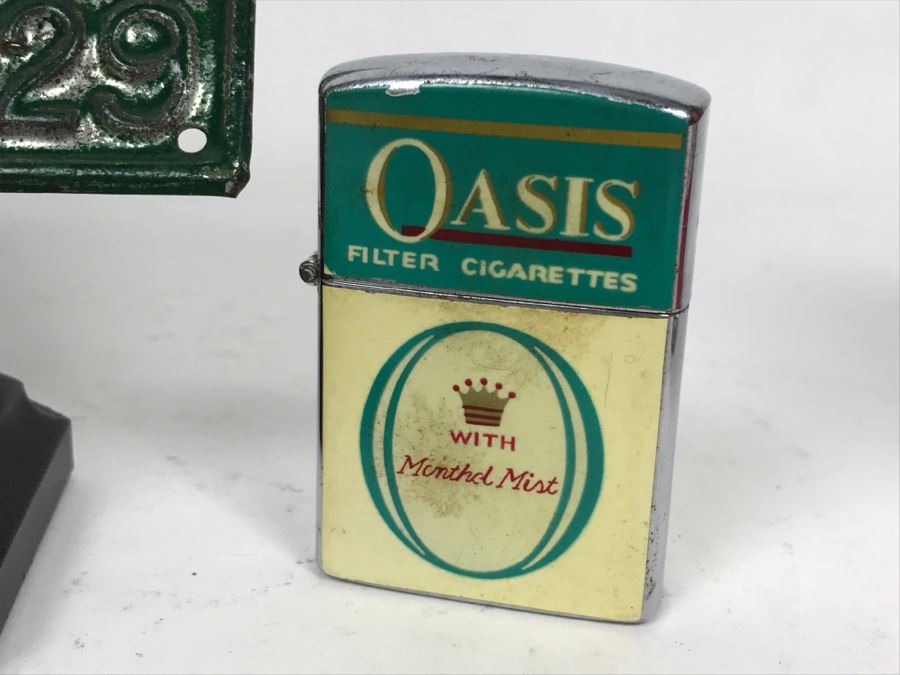 29
OASIS
FILTER CIGARETTES
WITH
Menthol Mist